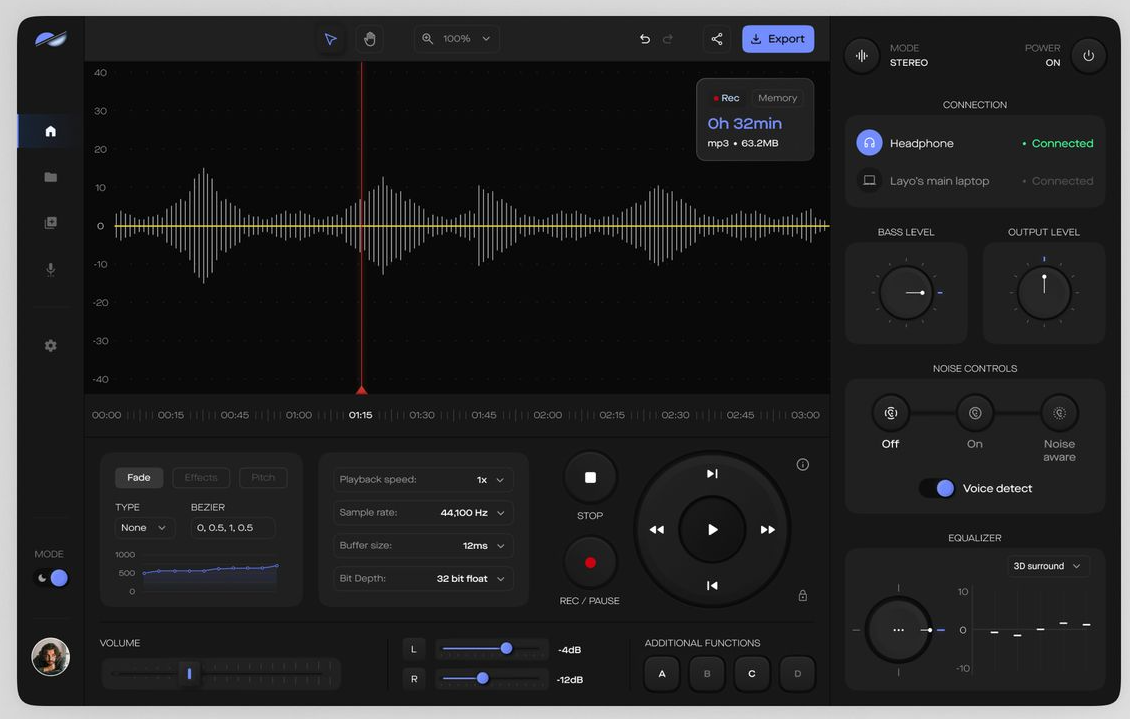 100%
Export
MODE
STEREO
POWER
ON
40
30
20
10
0
-10
-20
-30
-40
Rec
Memory
0h 32min
mp3 • 63.2MB
00:00
00:15
00:45
01:00
01:15
01:30
01:45
02:00
02:15
02:30
02:45
03:00
CONNECTION
Headphone
• Connected
Layo's main laptop
• Connected
BASS LEVEL
OUTPUT LEVEL
NOISE CONTROLS
Off
On
Noise
aware
Voice detect
EQUALIZER
3D surround
10
0
-10
Fade
Effects
Pitch
TYPE
BEZIER
None
0, 0.5, 1, 0.5
1000
500
0
Playback speed:
1x
Sample rate:
44,100 Hz
Buffer size:
12ms
Bit Depth:
32 bit float
STOP
REC / PAUSE
MODE
VOLUME
L
-4dB
R
-12dB
ADDITIONAL FUNCTIONS
A
B
C
D